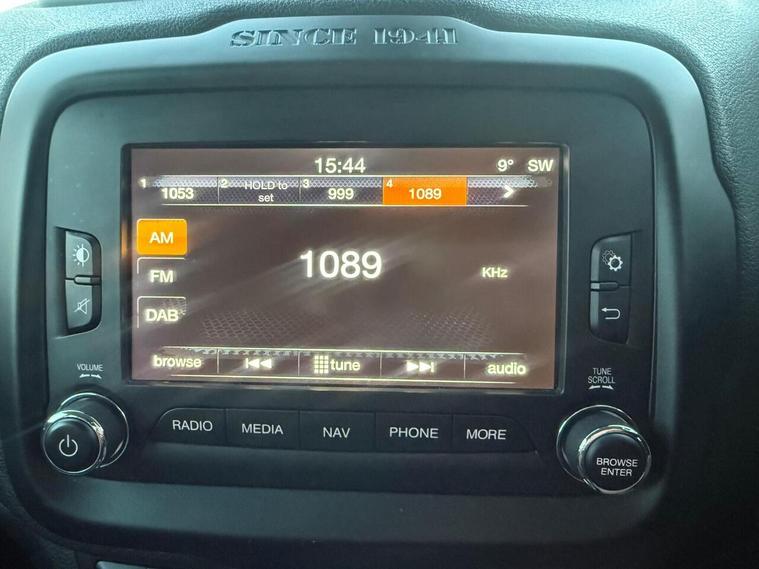 SINCE 1941
15:44 9° SW
1 1053 2 HOLD to set 3 999 4 1089 >
AM
1089 KHz
FM
DAB
browse tune audio
VOLUME
TUNE SCROLL
RADIO MEDIA NAV PHONE MORE
BROWSE ENTER